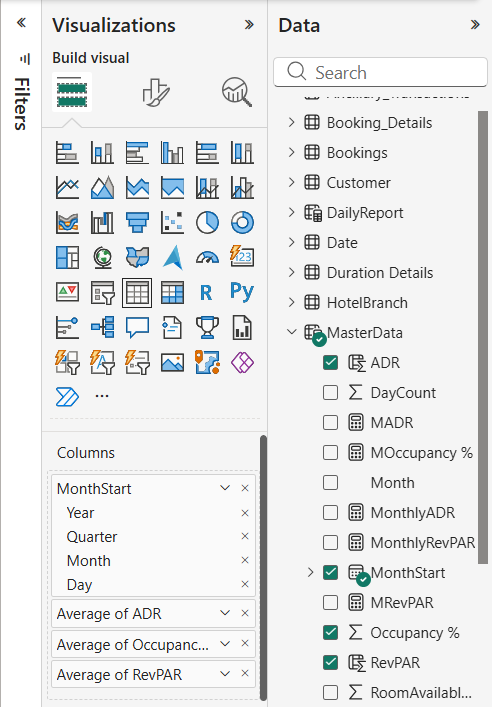 Filters
Visualizations
Build visual
123
R
Py
Columns
MonthStart
Year
Quarter
Month
Day
Average of ADR
Average of Occupanc...
Average of RevPAR
Data
Search
Booking_Details
Bookings
Customer
DailyReport
Date
Duration Details
HotelBranch
MasterData
ADR
DayCount
MADR
MOccupancy %
Month
MonthlyADR
MonthlyRevPAR
MonthStart
MRevPAR
Occupancy %
RevPAR
RoomAvailabl...